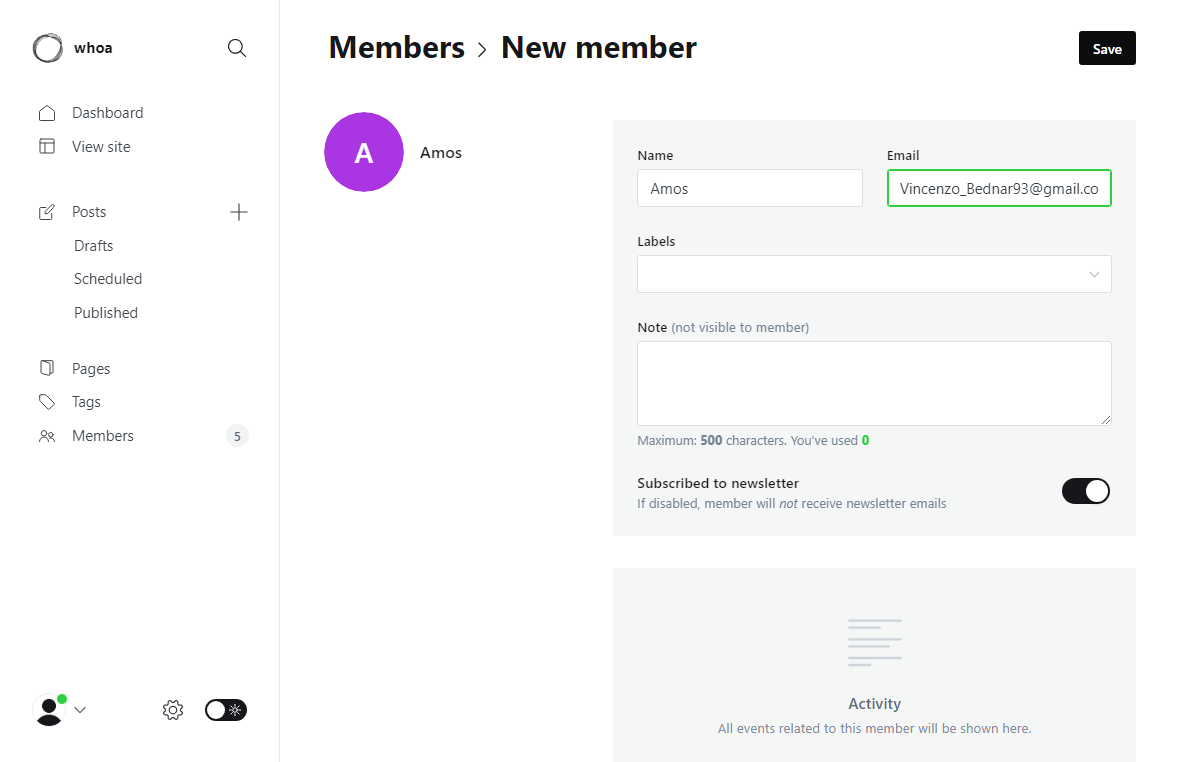 whoa
Dashboard
View site
Posts
Drafts
Scheduled
Published
Pages
Tags
Members 5
Members > New member
Save
A Amos
Name Email
Amos Vincenzo_Bednar93@gmail.co
Labels
Note (not visible to member)
Maximum: 500 characters. You've used 0
Subscribed to newsletter
If disabled, member will not receive newsletter emails
Activity
All events related to this member will be shown here.